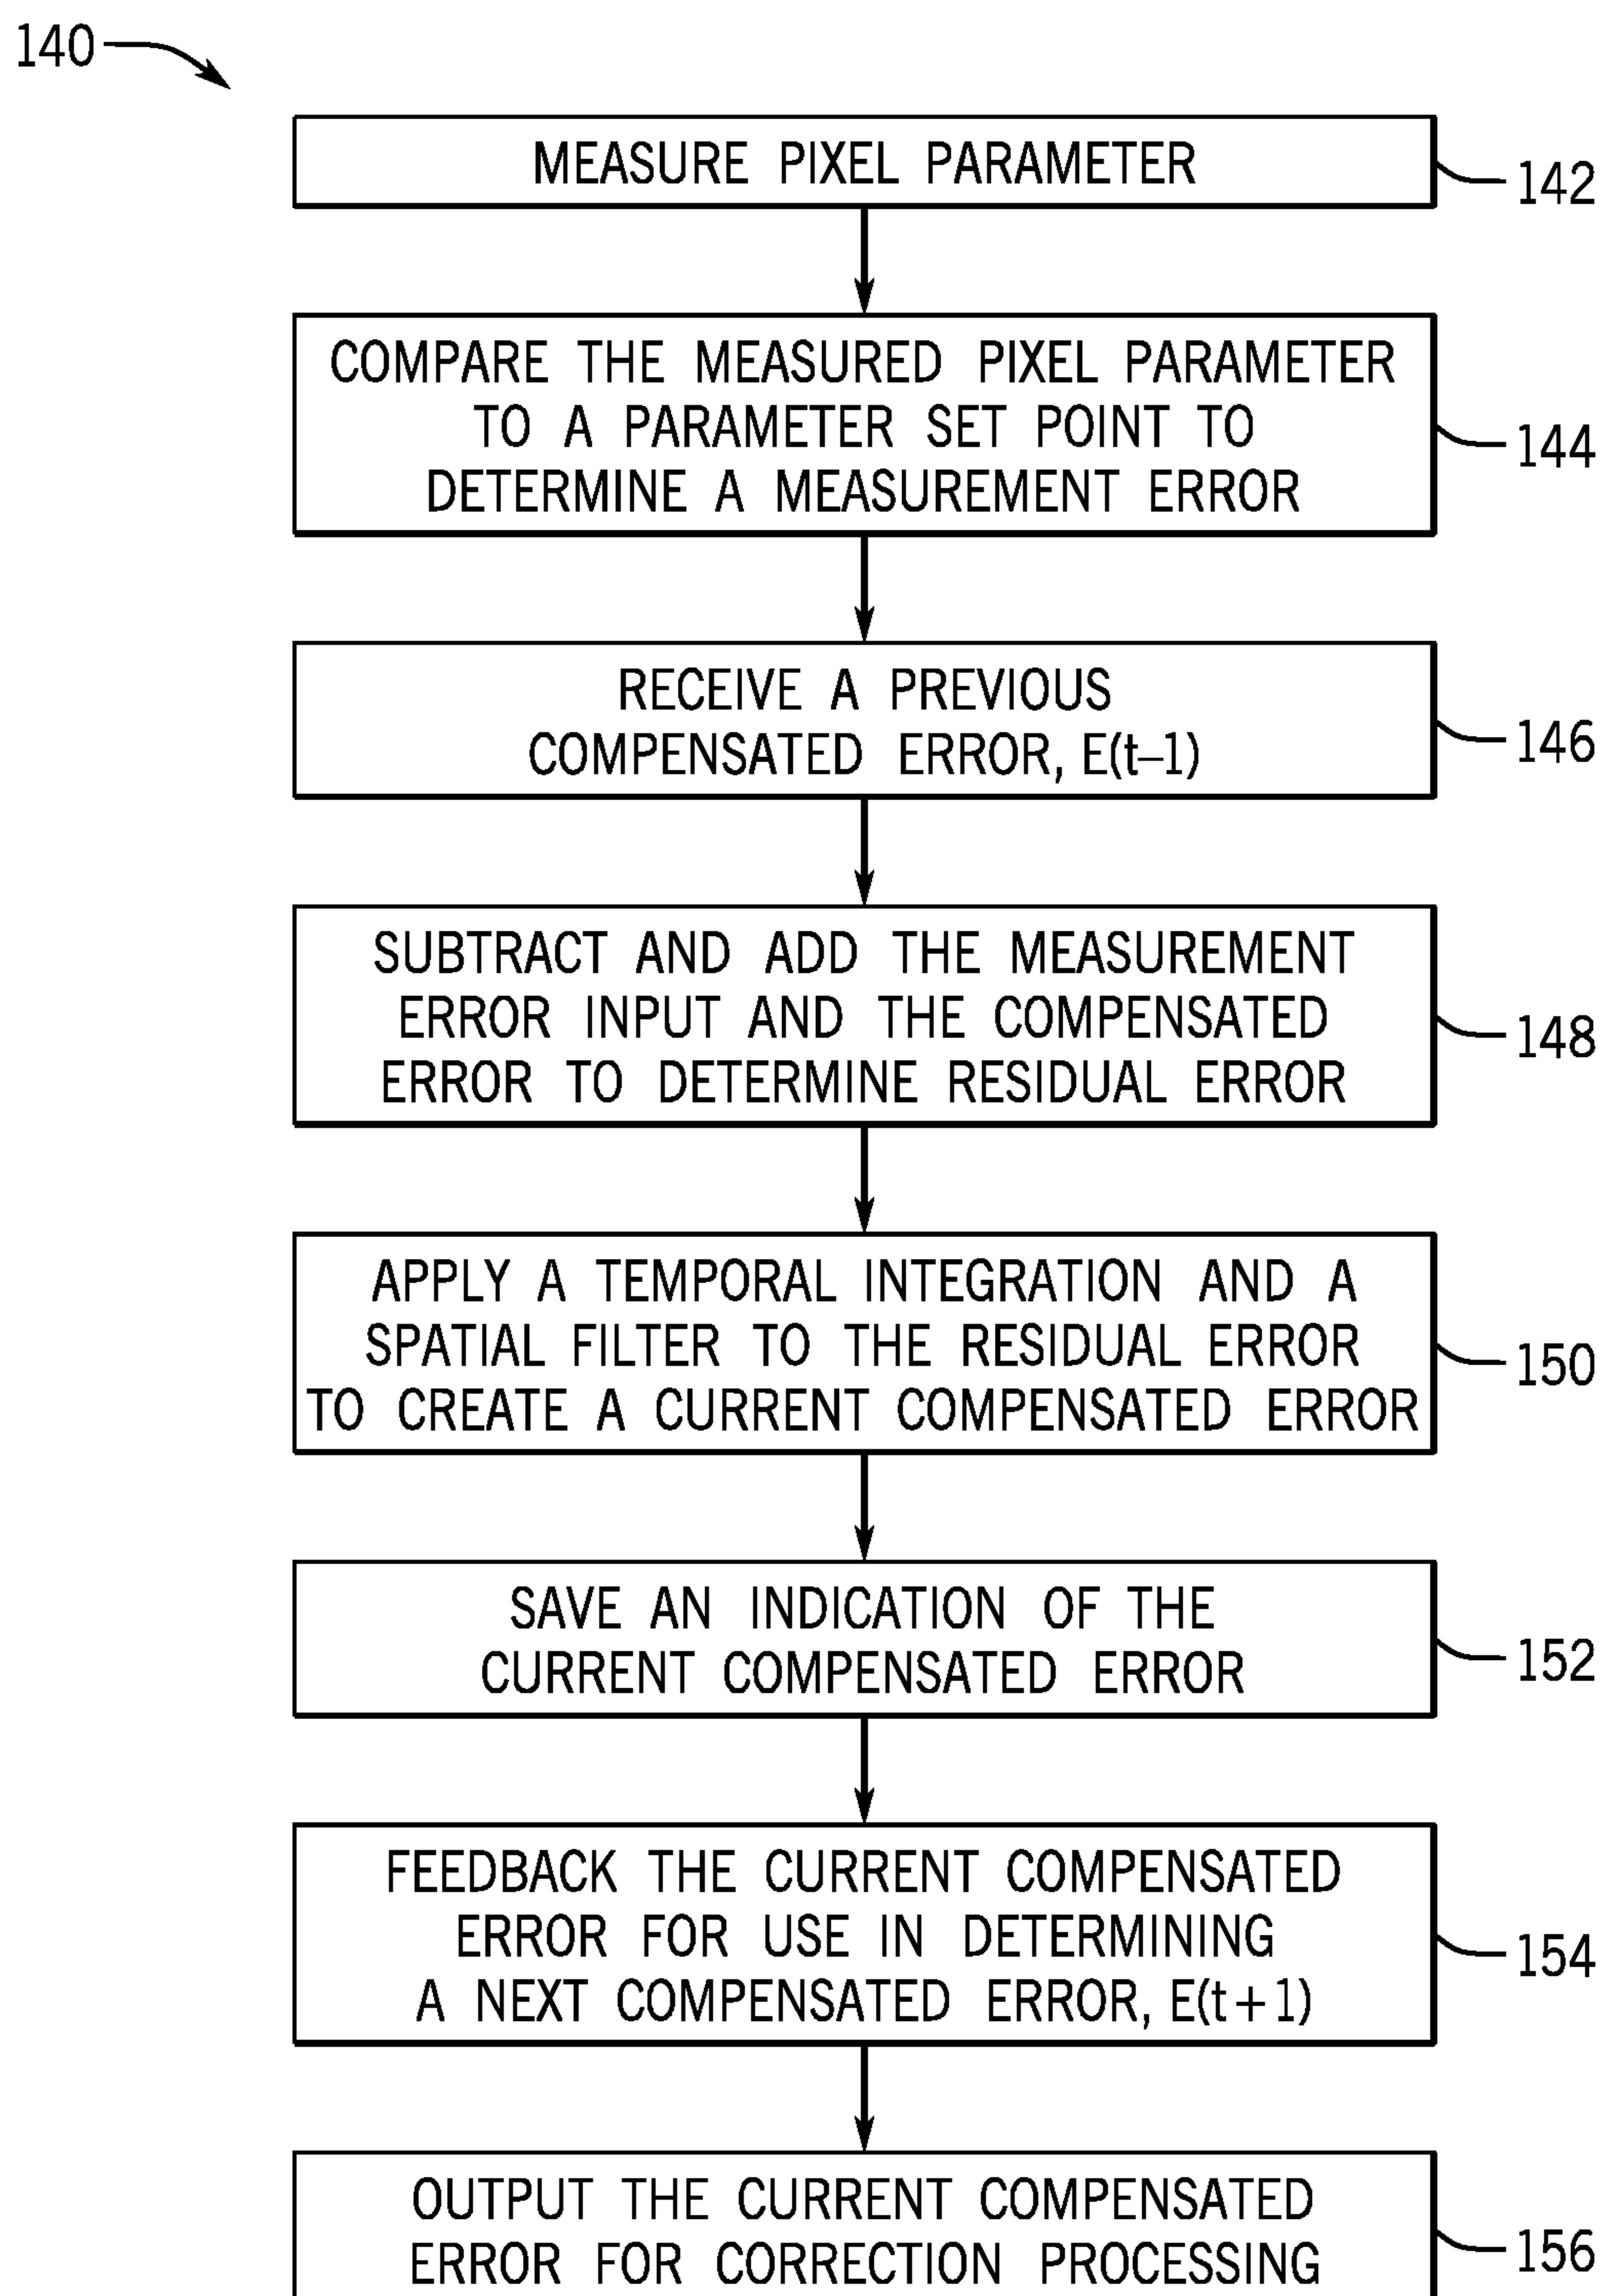 140
MEASURE PIXEL PARAMETER
142
COMPARE THE MEASURED PIXEL PARAMETER
TO A PARAMETER SET POINT TO
DETERMINE A MEASUREMENT ERROR
144
RECEIVE A PREVIOUS
COMPENSATED ERROR, E(t–1)
146
SUBTRACT AND ADD THE MEASUREMENT
ERROR INPUT AND THE COMPENSATED
ERROR TO DETERMINE RESIDUAL ERROR
148
APPLY A TEMPORAL INTEGRATION AND A
SPATIAL FILTER TO THE RESIDUAL ERROR
TO CREATE A CURRENT COMPENSATED ERROR
150
SAVE AN INDICATION OF THE
CURRENT COMPENSATED ERROR
152
FEEDBACK THE CURRENT COMPENSATED
ERROR FOR USE IN DETERMINING
A NEXT COMPENSATED ERROR, E(t + 1)
154
OUTPUT THE CURRENT COMPENSATED
ERROR FOR CORRECTION PROCESSING
156